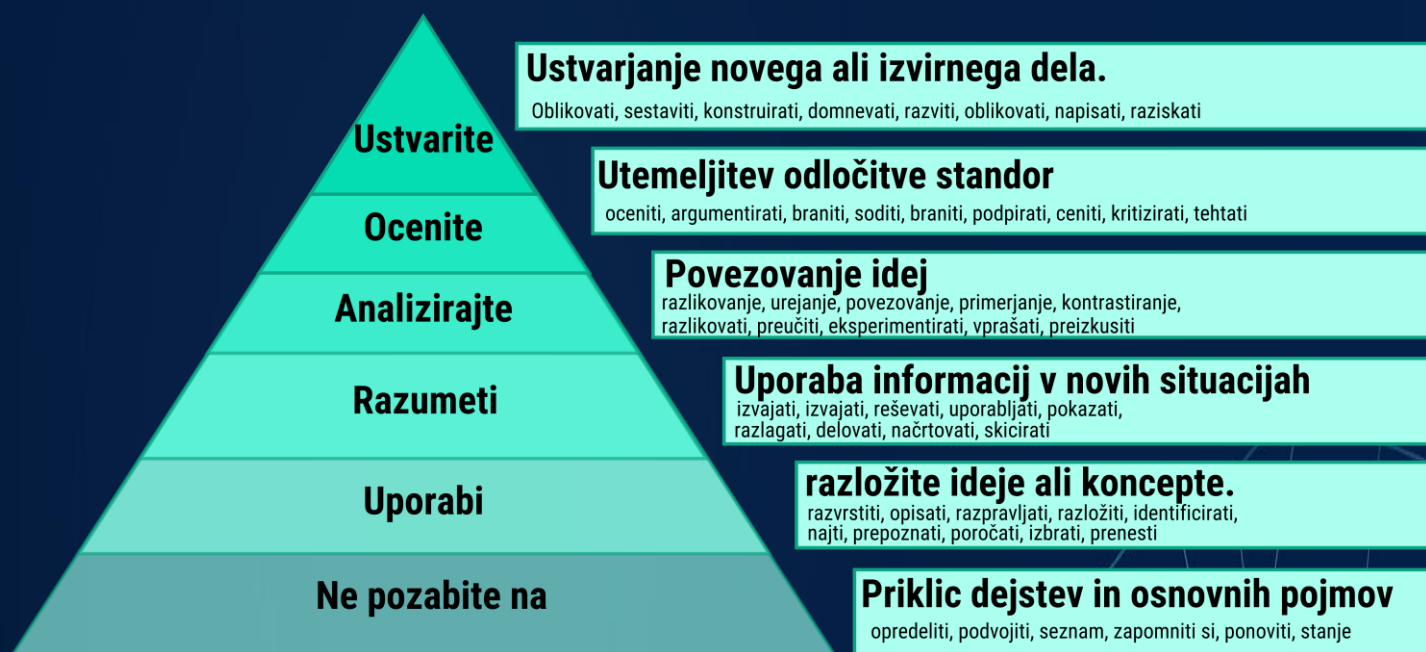 Ustvarite
Ustvarjanje novega ali izvirnega dela.
Oblikovati, sestaviti, konstruirati, domnevati, razviti, oblikovati, napisati, raziskati
Ocenite
Utemeljitev odločitve standor
oceniti, argumentirati, braniti, soditi, braniti, podpirati, ceniti, kritizirati, tehtati
Analizirajte
Povezovanje idej
razlikovanje, urejanje, povezovanje, primerjanje, kontrastiranje,
razlikovati, preučiti, eksperimentirati, vprašati, preizkusiti
Razumeti
Uporaba informacij v novih situacijah
izvajati, izvajati, reševati, uporabljati, pokazati,
razlagati, delovati, načrtovati, skicirati
Uporabi
razložite ideje ali koncepte.
razvrstiti, opisati, razpravljati, razložiti, identificirati,
najti, prepoznati, poročati, izbrati, prenesti
Ne pozabite na
Priklic dejstev in osnovnih pojmov
opredeliti, podvojiti, seznam, zapomniti si, ponoviti, stanje